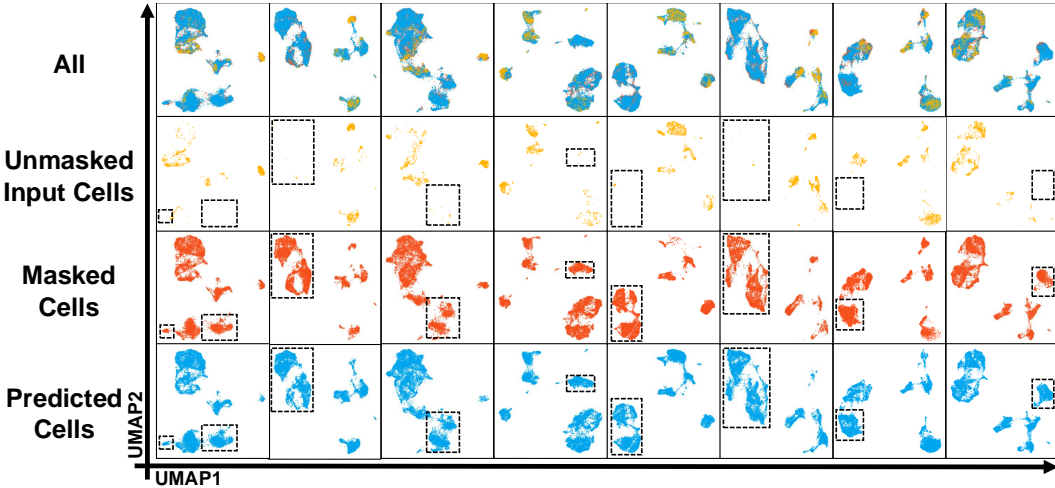 All
Unmasked
Input Cells
Masked
Cells
Predicted
Cells
UMAP2
UMAP1